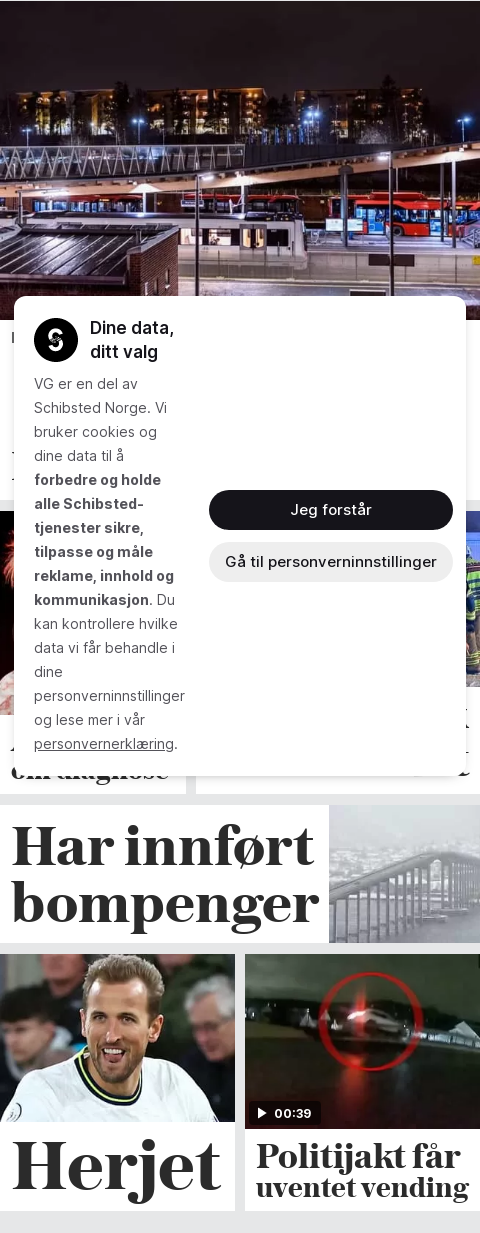 Dine data,
ditt valg
VG er en del av
Schibsted Norge. Vi
bruker cookies og
dine data til å
forbedre og holde
alle Schibsted-
tjenester sikre,
tilpasse og måle
reklame, innhold og
kommunikasjon. Du
kan kontrollere hvilke
data vi får behandle i
dine
personverninnstillinger
og lese mer i vår
personvernerklæring.
Jeg forstår
Gå til personverninnstillinger
om diagnose
Har innført
bompenger
Herjet
00:39
Politijakt får
uventet vending